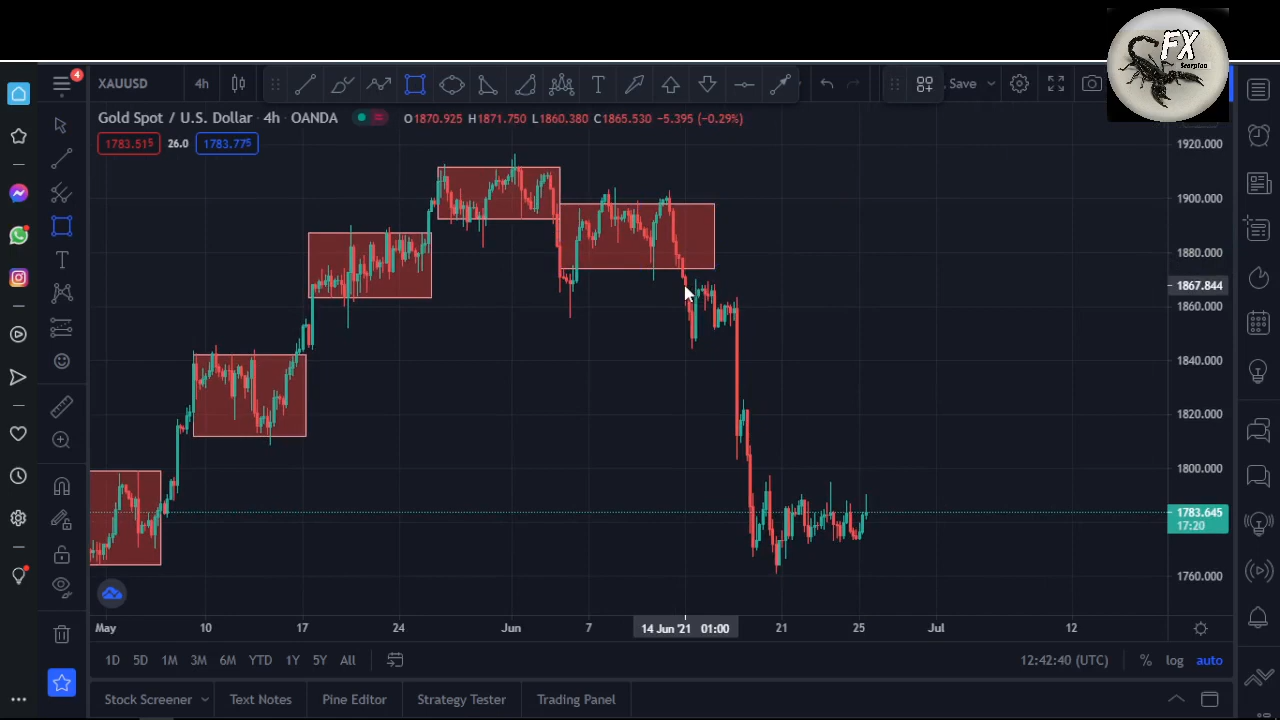 FX
Scorpion
4
XAUUSD
4h
Save
Gold Spot / U.S. Dollar · 4h · OANDA
O1870.925 H1871.750 L1860.380 C1865.530 −5.395 (−0.29%)
1783.515
26.0
1783.775
1920.000
1900.000
1880.000
1867.844
1860.000
1840.000
1820.000
1800.000
1783.645
17:20
1760.000
May
10
17
24
Jun
7
14 Jun '21 01:00
21
25
Jul
12
1D 5D 1M 3M 6M YTD 1Y 5Y All
12:42:40 (UTC)
% log auto
Stock Screener
Text Notes
Pine Editor
Strategy Tester
Trading Panel